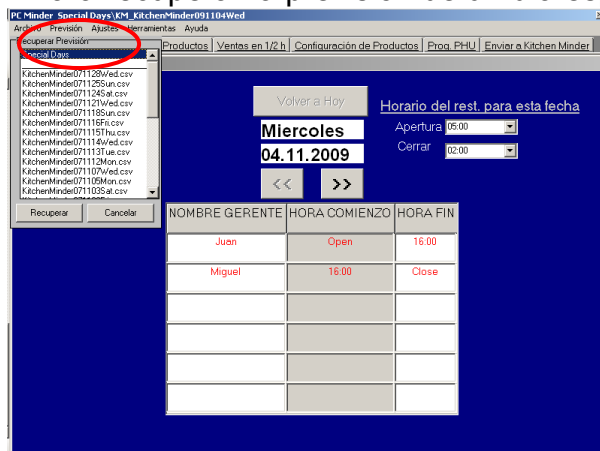 PC Minder Special Days\KM_KitchenMinder091104Wed
Archivo Previsión Ajustes Herramientas Ayuda
Recuperar Previsión
Productos Ventas en 1/2 h Configuración de Productos Prog. PHU Enviar a Kitchen Minder
Special Days
KitchenMinder071128Wed.csv
KitchenMinder071125Sun.csv
KitchenMinder071124Sat.csv
KitchenMinder071121Wed.csv
KitchenMinder071118Sun.csv
KitchenMinder071116Fri.csv
KitchenMinder071115Thu.csv
KitchenMinder071114Wed.csv
KitchenMinder071113Tue.csv
KitchenMinder071112Mon.csv
KitchenMinder071107Wed.csv
KitchenMinder071105Mon.csv
KitchenMinder071103Sat.csv
Recuperar Cancelar
Volver a Hoy
Horario del rest. para esta fecha
Miercoles
Apertura 05:00
04.11.2009
Cerrar 02:00
<< >>
NOMBRE GERENTE HORA COMIENZO HORA FIN
Juan Open 16:00
Miguel 16:00 Close